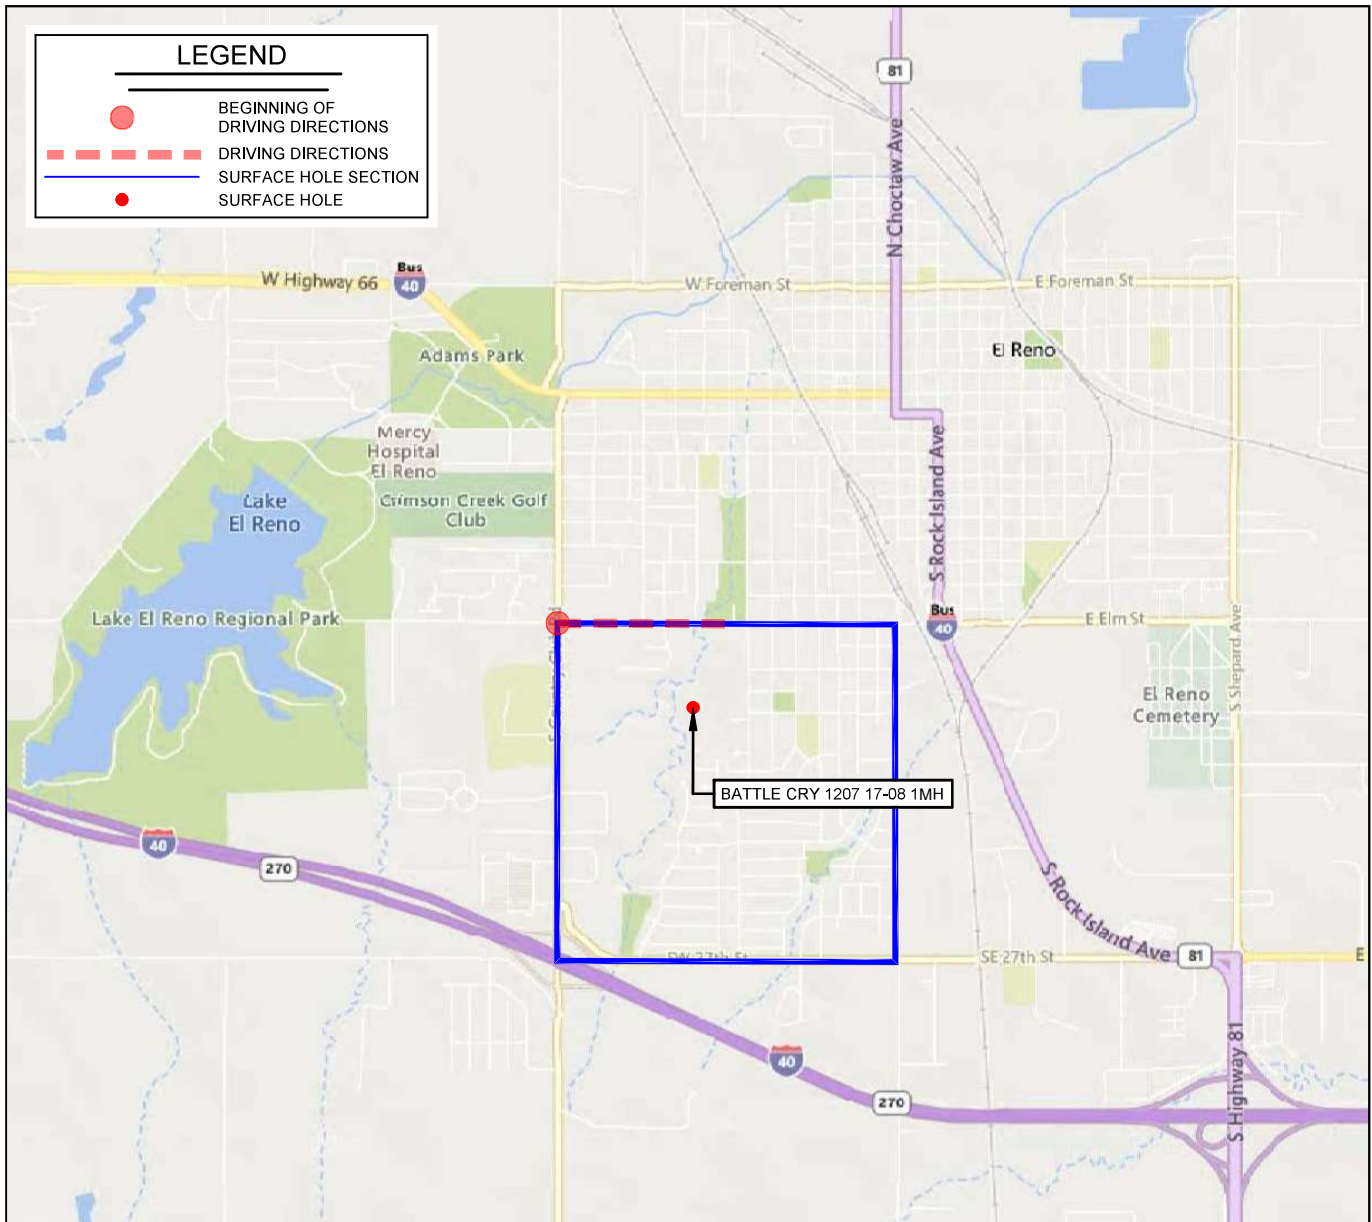 LEGEND
BEGINNING OF
DRIVING DIRECTIONS
DRIVING DIRECTIONS
SURFACE HOLE SECTION
SURFACE HOLE
81
N Choctaw Ave
W Highway 66
Bus
40
W Foreman St
E Foreman St
Adams Park
El Reno
Mercy
Hospital
El Reno
Crimson Creek Golf
Club
Lake
El Reno
S Rock Island Ave
Lake El Reno Regional Park
Bus
40
E Elm St
S Shepard Ave
El Reno
Cemetery
BATTLE CRY 1207 17-08 1MH
40
270
S Rock Island Ave
81
SW 27th St
SE 27th St
E
40
270
S Highway 81